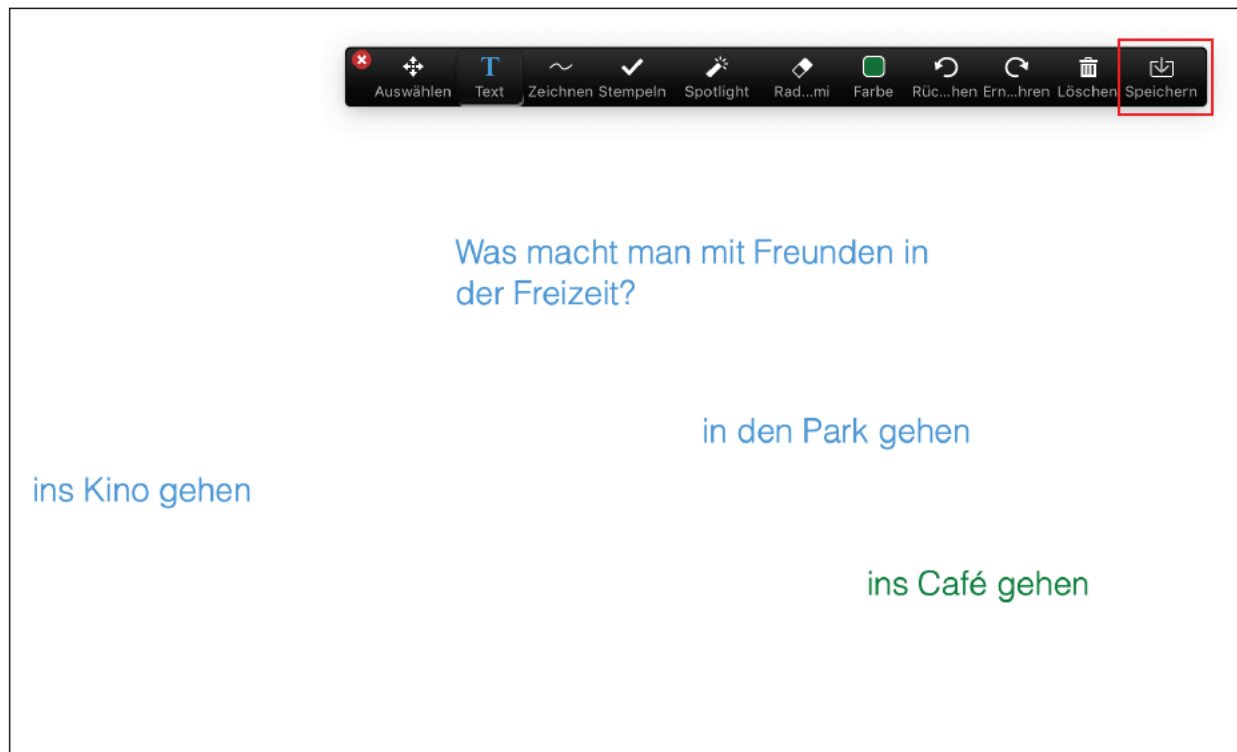 Auswählen Text Zeichnen Stempeln Spotlight Rad...mi Farbe Rüc...hen Ern...hren Löschen Speichern
Was macht man mit Freunden in
der Freizeit?
in den Park gehen
ins Kino gehen
ins Café gehen